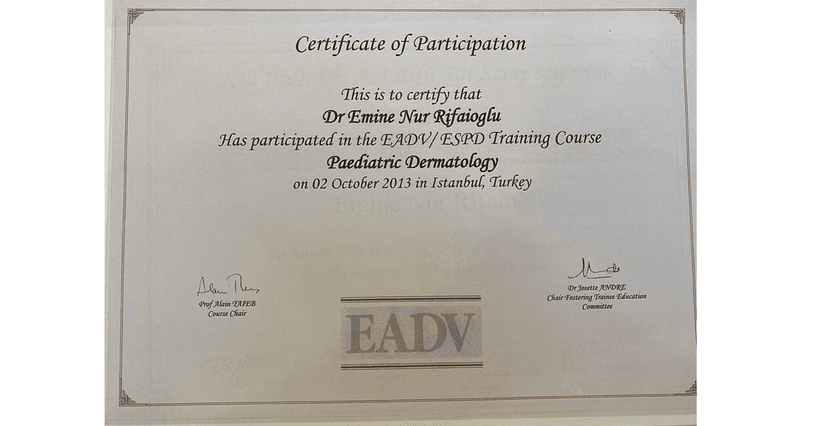 Certificate of Participation
This is to certify that
Dr Emine Nur Rifaioglu
Has participated in the EADV/ ESPD Training Course
Paediatric Dermatology
on 02 October 2013 in Istanbul, Turkey
Prof Alain TAIEB
Course Chair
Dr Josette ANDRE
Chair Fostering Trainee Education
Committee
EADV